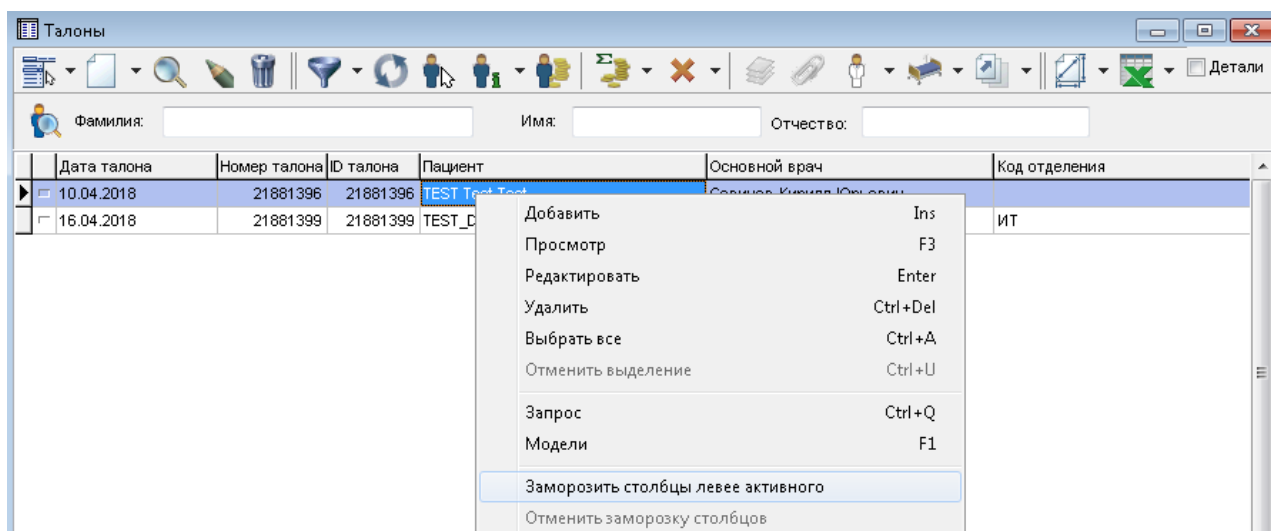 Талоны
Детали
Фамилия: Имя: Отчество:
Дата талона Номер талона ID талона Пациент Основной врач Код отделения
10.04.2018 21881396 21881396 TEST Test Test
16.04.2018 21881399 21881399 TEST_D ИТ
Добавить Ins
Просмотр F3
Редактировать Enter
Удалить Ctrl+Del
Выбрать все Ctrl+A
Отменить выделение Ctrl+U
Запрос Ctrl+Q
Модели F1
Заморозить столбцы левее активного
Отменить заморозку столбцов